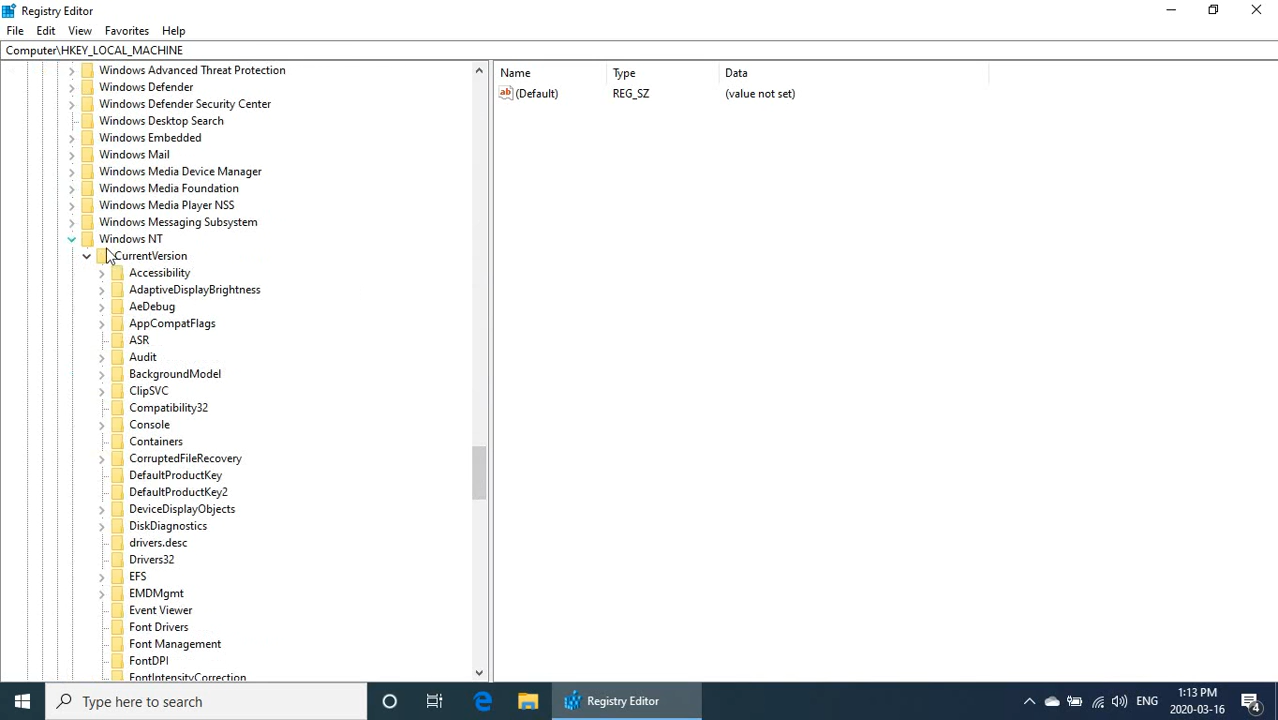 Registry Editor
File Edit View Favorites Help
Computer\HKEY_LOCAL_MACHINE
Windows Advanced Threat Protection
Windows Defender
Windows Defender Security Center
Windows Desktop Search
Windows Embedded
Windows Mail
Windows Media Device Manager
Windows Media Foundation
Windows Media Player NSS
Windows Messaging Subsystem
Windows NT
CurrentVersion
Accessibility
AdaptiveDisplayBrightness
AeDebug
AppCompatFlags
ASR
Audit
BackgroundModel
ClipSVC
Compatibility32
Console
Containers
CorruptedFileRecovery
DefaultProductKey
DefaultProductKey2
DeviceDisplayObjects
DiskDiagnostics
drivers.desc
Drivers32
EFS
EMDMgmt
Event Viewer
Font Drivers
Font Management
FontDPI
FontIntensityCorrection
Name Type Data
ab (Default) REG_SZ (value not set)
Type here to search
Registry Editor
ENG
1:13 PM
2020-03-16
4